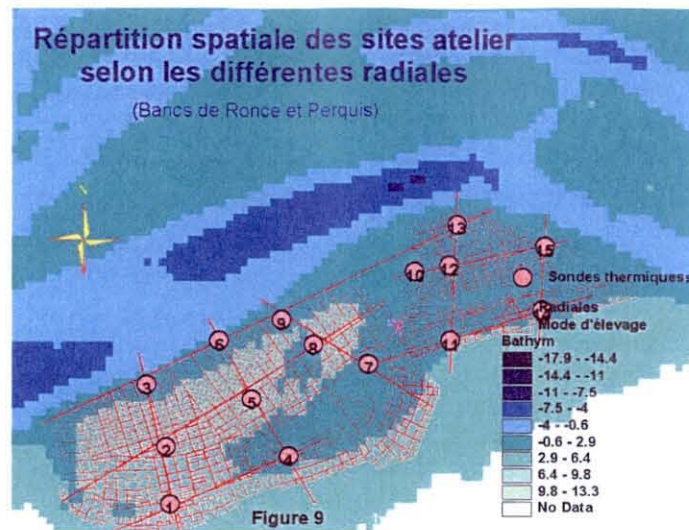 Répartition spatiale des sites atelier
selon les différentes radiales
(Bancs de Ronce et Perquis)
13
15
12
10
Sondes thermiques
9
Radiales
6
8
Mode d'élevage
11
Bathym
7
-17.9 - -14.4
3
-14.4 - -11
5
-11 - -7.5
-7.5 - -4
2
-4 - -0.6
4
-0.6 - 2.9
2.9 - 6.4
6.4 - 9.8
1
9.8 - 13.3
Figure 9
No Data